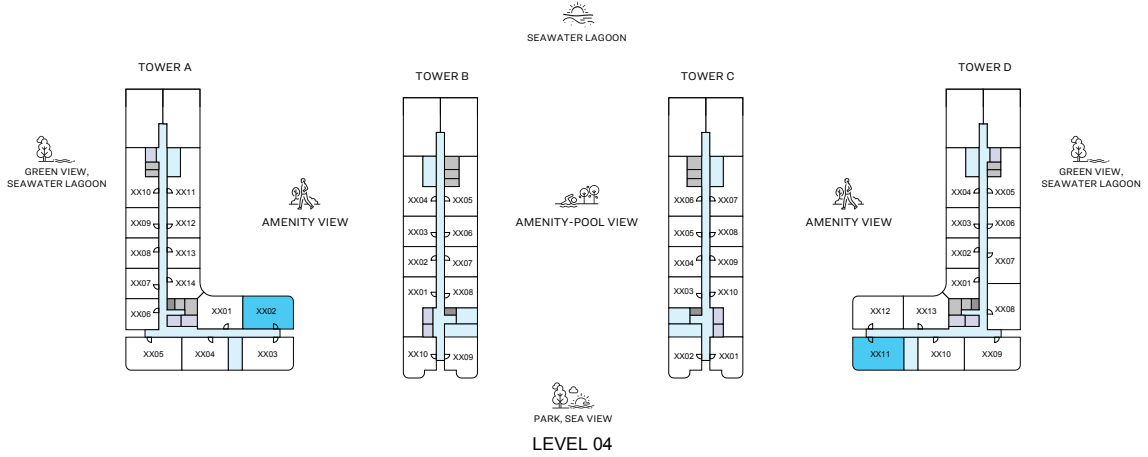 SEAWATER LAGOON
TOWER A
TOWER B
TOWER C
TOWER D
GREEN VIEW,
SEAWATER LAGOON
AMENITY VIEW
AMENITY-POOL VIEW
AMENITY VIEW
GREEN VIEW,
SEAWATER LAGOON
XX10 XX11
XX09 XX12
XX08 XX13
XX07 XX14
XX06 XX01 XX02
XX05 XX04 XX03
XX04 XX05
XX03 XX06
XX02 XX07
XX01 XX08
XX10 XX09
XX06 XX07
XX05 XX08
XX04 XX09
XX03 XX10
XX02 XX01
XX04 XX05
XX03 XX06
XX02 XX07
XX01
XX12 XX13 XX08
XX11 XX10 XX09
PARK, SEA VIEW
LEVEL 04